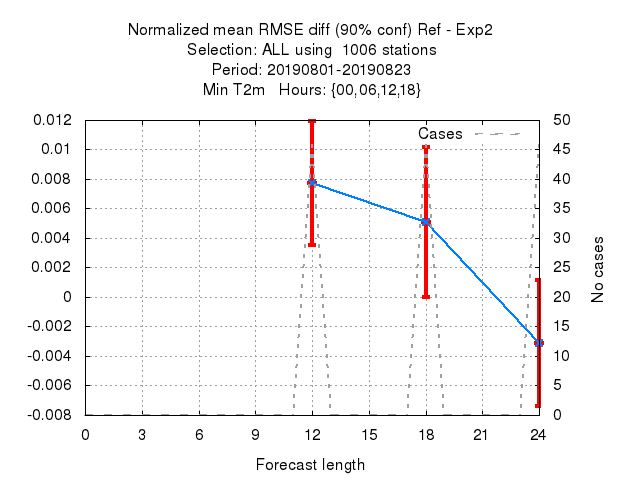 Normalized mean RMSE diff (90% conf) Ref - Exp2
Selection: ALL using  1006 stations
Period: 20190801-20190823
Min T2m   Hours: {00,06,12,18}
Cases
0.012
0.01
0.008
0.006
0.004
0.002
0
-0.002
-0.004
-0.006
-0.008
50
45
40
35
30
25
20
15
10
5
0
No cases
0 3 6 9 12 15 18 21 24
Forecast length